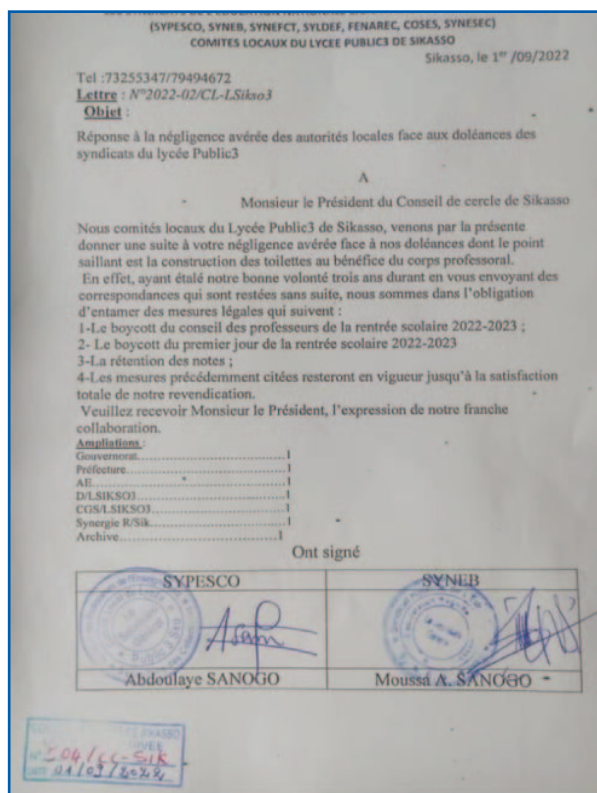 (SYPESCO, SYNEB, SYNEFCT, SYLDEF, FENAREC, COSES, SYNESEC)
COMITES LOCAUX DU LYCEE PUBLIC3 DE SIKASSO
Sikasso, le 1er /09/2022
Tel :73255347/79494672
Lettre : N°2022-02/CL-LSikso3
Objet :
Réponse à la négligence avérée des autorités locales face aux doléances des
syndicats du lycée Public3
A
Monsieur le Président du Conseil de cercle de Sikasso
Nous comités locaux du Lycée Public3 de Sikasso, venons par la présente
donner une suite à votre négligence avérée face à nos doléances dont le point
saillant est la construction des toilettes au bénéfice du corps professoral.
En effet, ayant étalé notre bonne volonté trois ans durant en vous envoyant des
correspondances qui sont restées sans suite, nous sommes dans l'obligation
d'entamer des mesures légales qui suivent :
1-Le boycott du conseil des professeurs de la rentrée scolaire 2022-2023 ;
2- Le boycott du premier jour de la rentrée scolaire 2022-2023
3-La rétention des notes ;
4-Les mesures précédemment citées resteront en vigueur jusqu'à la satisfaction
totale de notre revendication.
Veuillez recevoir Monsieur le Président, l'expression de notre franche
collaboration.
Ampliations :
Gouvernorat.....................................1
Préfecture.......................................1
AE................................................1
D/LSIKSO3.....................................1
CGS/LSIKSO3..................................1
Synergie R/Sik.................................1
Archive.........................................1
Ont signé
SYPESCO SYNEB
Abdoulaye SANOGO Moussa A. SANOGO
SIKASSO
N° 504/CC-SIK
01/09/2022